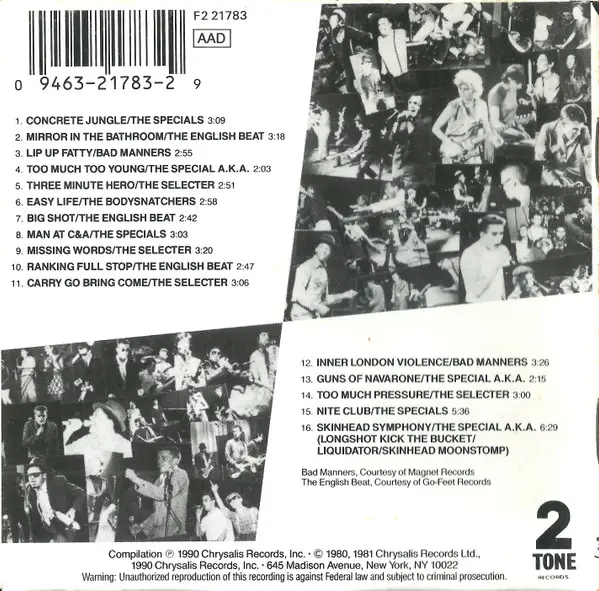 F2 21783
AAD
0 9463-21783-2 9
1. CONCRETE JUNGLE/THE SPECIALS 3:09
2. MIRROR IN THE BATHROOM/THE ENGLISH BEAT 3:18
3. LIP UP FATTY/BAD MANNERS 2:55
4. TOO MUCH TOO YOUNG/THE SPECIAL A.K.A. 2:03
5. THREE MINUTE HERO/THE SELECTER 2:51
6. EASY LIFE/THE BODYSNATCHERS 2:58
7. BIG SHOT/THE ENGLISH BEAT 2:42
8. MAN AT C&A/THE SPECIALS 3:03
9. MISSING WORDS/THE SELECTER 3:20
10. RANKING FULL STOP/THE ENGLISH BEAT 2:47
11. CARRY GO BRING COME/THE SELECTER 3:06
12. INNER LONDON VIOLENCE/BAD MANNERS 3:26
13. GUNS OF NAVARONE/THE SPECIAL A.K.A. 2:15
14. TOO MUCH PRESSURE/THE SELECTER 3:00
15. NITE CLUB/THE SPECIALS 5:36
16. SKINHEAD SYMPHONY/THE SPECIAL A.K.A. 6:29
(LONGSHOT KICK THE BUCKET/
LIQUIDATOR/SKINHEAD MOONSTOMP)
Bad Manners, Courtesy of Magnet Records
The English Beat, Courtesy of Go-Feet Records
2
TONE
RECORDS
Compilation ℗ 1990 Chrysalis Records, Inc. • © 1980, 1981 Chrysalis Records Ltd.,
1990 Chrysalis Records, Inc. • 645 Madison Avenue, New York, NY 10022
Warning: Unauthorized reproduction of this recording is against Federal law and subject to criminal prosecution.